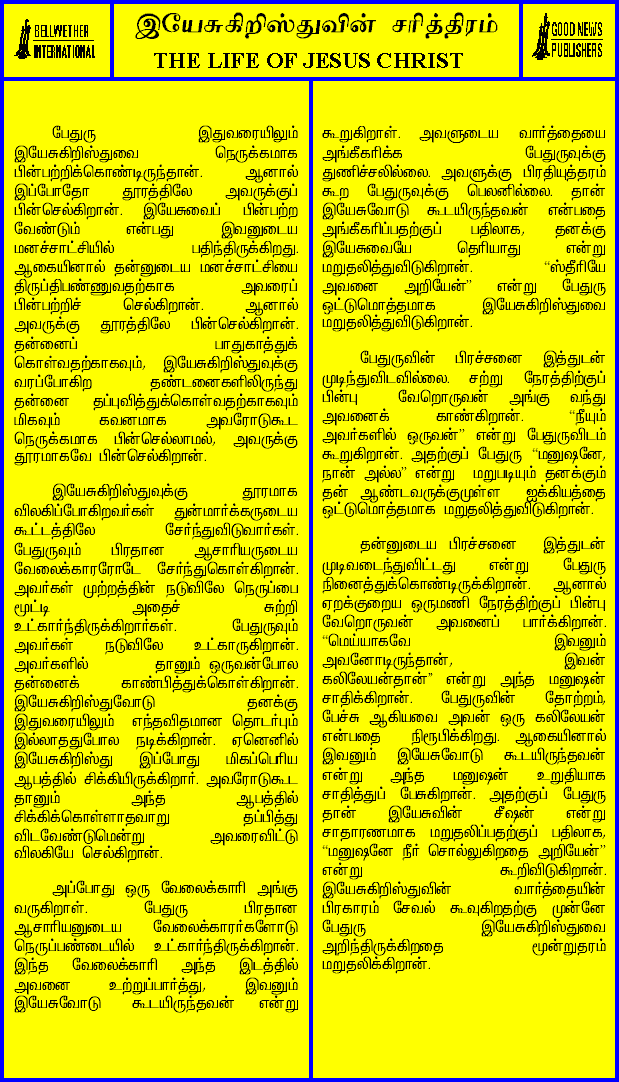 BELLWETHER
INTERNATIONAL
இயேசுகிறிஸ்துவின் சரித்திரம்
THE LIFE OF JESUS CHRIST
GOOD NEWS
PUBLISHERS
பேதுரு இதுவரையிலும்
இயேசுகிறிஸ்துவை நெருக்கமாக
பின்பற்றிக்கொண்டிருந்தான். ஆனால்
இப்போதோ தூரத்திலே அவருக்குப்
பின்செல்கிறான். இயேசுவைப் பின்பற்ற
வேண்டும் என்பது இவனுடைய
மனச்சாட்சியில் பதிந்திருக்கிறது.
ஆகையினால் தன்னுடைய மனச்சாட்சியை
திருப்திபண்ணுவதற்காக அவரைப்
பின்பற்றிச் செல்கிறான். ஆனால்
அவருக்கு தூரத்திலே பின்செல்கிறான்.
தன்னைப் பாதுகாத்துக்
கொள்வதற்காகவும், இயேசுகிறிஸ்துவுக்கு
வரப்போகிற தண்டனைகளிலிருந்து
தன்னை தப்புவித்துக்கொள்வதற்காகவும்
மிகவும் கவனமாக அவரோடுகூட
நெருக்கமாக பின்செல்லாமல், அவருக்கு
தூரமாகவே பின்செல்கிறான்.
இயேசுகிறிஸ்துவுக்கு தூரமாக
விலகிப்போகிறவர்கள் துன்மார்க்கருடைய
கூட்டத்திலே சேர்ந்துவிடுவார்கள்.
பேதுருவும் பிரதான ஆசாரியருடைய
வேலைக்காரரோடே சேர்ந்துகொள்கிறான்.
அவர்கள் முற்றத்தின் நடுவிலே நெருப்பை
மூட்டி அதைச் சுற்றி
உட்கார்ந்திருக்கிறார்கள். பேதுருவும்
அவர்கள் நடுவிலே உட்காருகிறான்.
அவர்களில் தானும் ஒருவன்போல
தன்னைக் காண்பித்துக்கொள்கிறான்.
இயேசுகிறிஸ்துவோடு தனக்கு
இதுவரையிலும் எந்தவிதமான தொடர்பும்
இல்லாததுபோல நடிக்கிறான். ஏனெனில்
இயேசுகிறிஸ்து இப்போது மிகப்பெரிய
ஆபத்தில் சிக்கியிருக்கிறார். அவரோடுகூட
தானும் அந்த ஆபத்தில்
சிக்கிக்கொள்ளாதவாறு தப்பித்து
விடவேண்டுமென்று அவரைவிட்டு
விலகியே செல்கிறான்.
அப்போது ஒரு வேலைக்காரி அங்கு
வருகிறாள். பேதுரு பிரதான
ஆசாரியனுடைய வேலைக்காரர்களோடு
நெருப்பண்டையில் உட்கார்ந்திருக்கிறான்.
இந்த வேலைக்காரி அந்த இடத்தில்
அவனை உற்றுப்பார்த்து, இவனும்
இயேசுவோடு கூடயிருந்தவன் என்று
கூறுகிறாள். அவளுடைய வார்த்தையை
அங்கீகரிக்க பேதுருவுக்கு
துணிச்சலில்லை. அவளுக்கு பிரதியுத்தரம்
கூற பேதுருவுக்கு பெலனில்லை. தான்
இயேசுவோடு கூடயிருந்தவன் என்பதை
அங்கீகரிப்பதற்குப் பதிலாக, தனக்கு
இயேசுவையே தெரியாது என்று
மறுதலித்துவிடுகிறான். “ஸ்தீரியே
அவனை அறியேன்” என்று பேதுரு
ஒட்டுமொத்தமாக இயேசுகிறிஸ்துவை
மறுதலித்துவிடுகிறான்.
பேதுருவின் பிரச்சனை இத்துடன்
முடிந்துவிடவில்லை. சற்று நேரத்திற்குப்
பின்பு வேறொருவன் அங்கு வந்து
அவனைக் காண்கிறான். “நீயும்
அவர்களில் ஒருவன்” என்று பேதுருவிடம்
கூறுகிறான். அதற்குப் பேதுரு “மனுஷனே,
நான் அல்ல” என்று மறுபடியும் தனக்கும்
தன் ஆண்டவருக்குமுள்ள ஐக்கியத்தை
ஒட்டுமொத்தமாக மறுதலித்துவிடுகிறான்.
தன்னுடைய பிரச்சனை இத்துடன்
முடிவடைந்துவிட்டது என்று பேதுரு
நினைத்துக்கொண்டிருக்கிறான். ஆனால்
ஏறக்குறைய ஒருமணி நேரத்திற்குப் பின்பு
வேறொருவன் அவனைப் பார்க்கிறான்.
“மெய்யாகவே இவனும்
அவனோடிருந்தான், இவன்
கலிலேயன்தான்” என்று அந்த மனுஷன்
சாதிக்கிறான். பேதுருவின் தோற்றம்,
பேச்சு ஆகியவை அவன் ஒரு கலிலேயன்
என்பதை நிரூபிக்கிறது. ஆகையினால்
இவனும் இயேசுவோடு கூடயிருந்தவன்
என்று அந்த மனுஷன் உறுதியாக
சாதித்துப் பேசுகிறான். அதற்குப் பேதுரு
தான் இயேசுவின் சீஷன் என்று
சாதாரணமாக மறுதலிப்பதற்குப் பதிலாக,
“மனுஷனே நீர் சொல்லுகிறதை அறியேன்”
என்று கூறிவிடுகிறான்.
இயேசுகிறிஸ்துவின் வார்த்தையின்
பிரகாரம் சேவல் கூவுகிறதற்கு முன்னே
பேதுரு இயேசுகிறிஸ்துவை
அறிந்திருக்கிறதை மூன்றுதரம்
மறுதலிக்கிறான்.